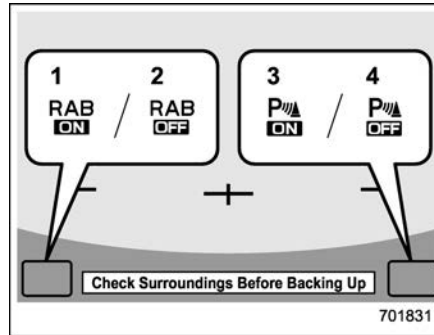 1 2 3 4
RAB / RAB P / P
ON OFF ON OFF
Check Surroundings Before Backing Up
701831